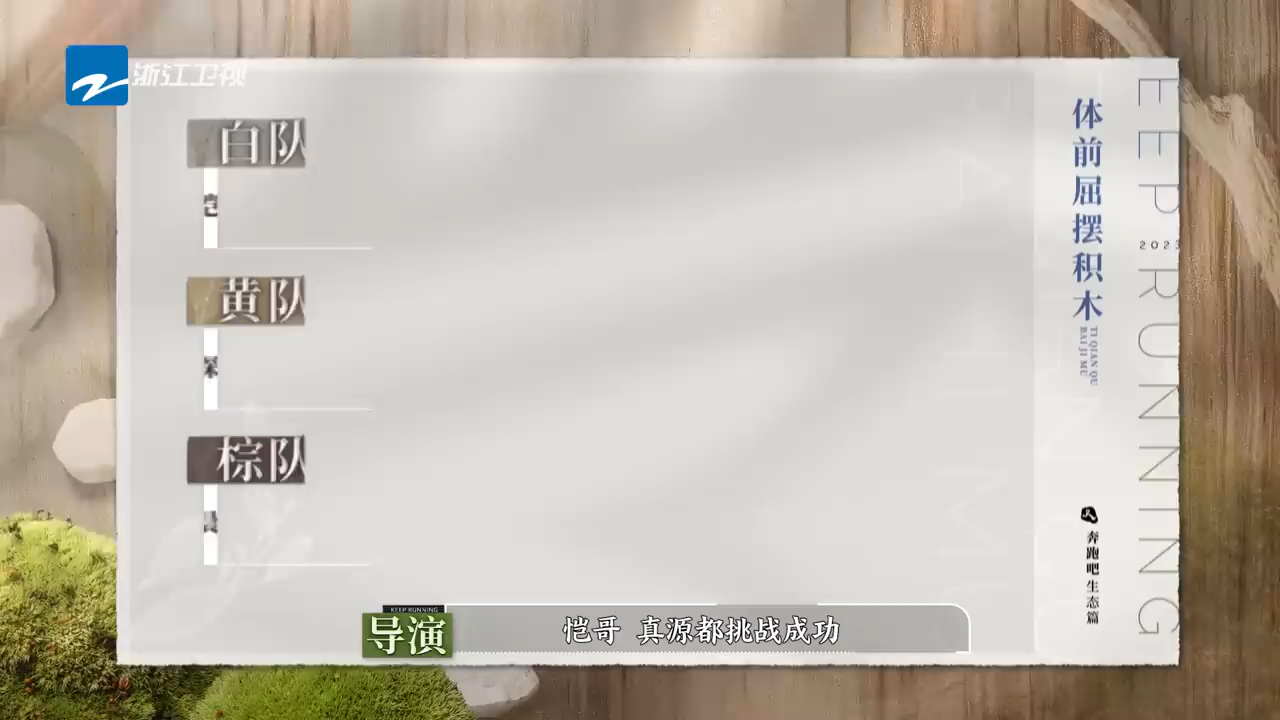 浙江卫视
白队
黄队
棕队
体前屈摆积木
TI QIAN QU
BAI JI MU
EEP RUNNING
2023
奔跑吧 生态篇
KEEP RUNNING
导演
恺哥 真源都挑战成功